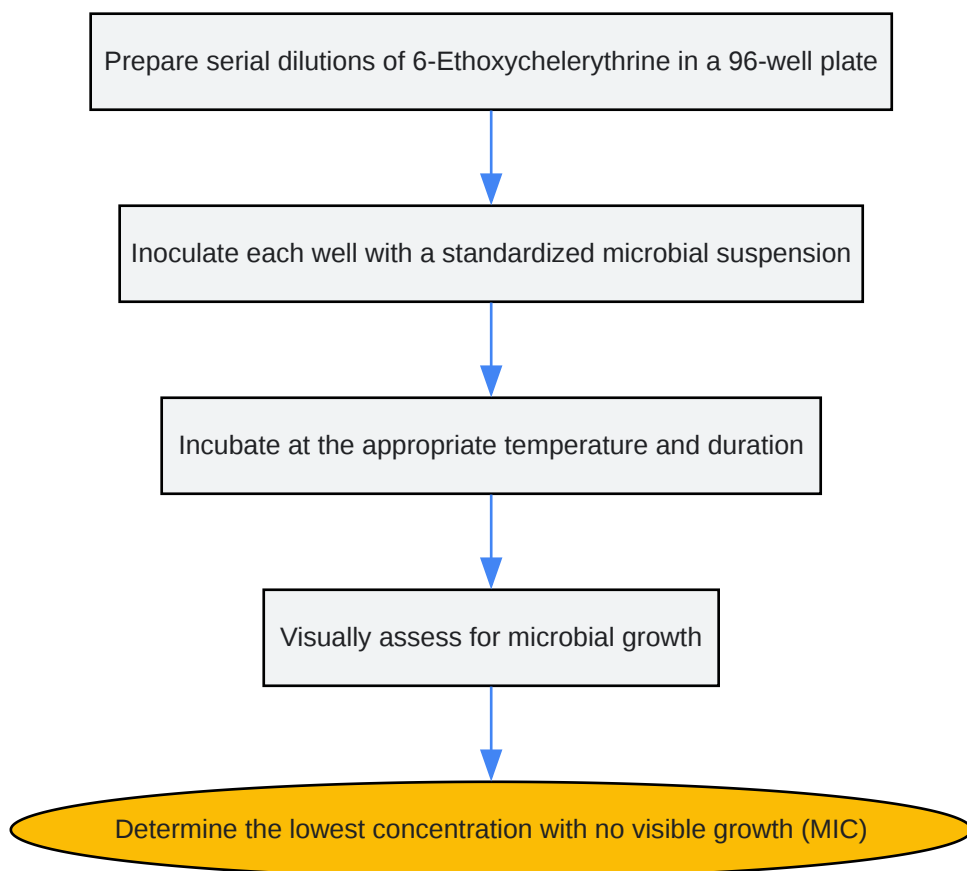 Prepare serial dilutions of 6-Ethoxychelerythrine in a 96-well plate
Inoculate each well with a standardized microbial suspension
Incubate at the appropriate temperature and duration
Visually assess for microbial growth
Determine the lowest concentration with no visible growth (MIC)